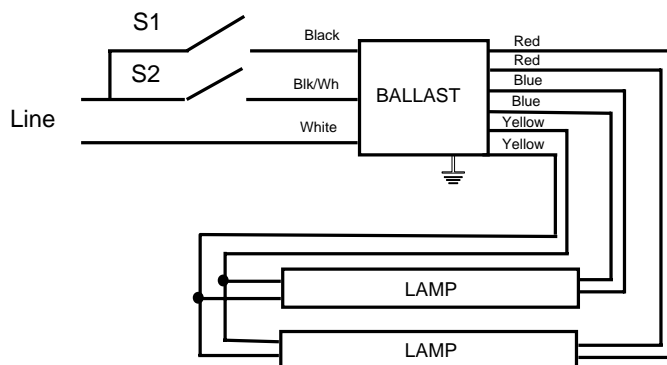 S1
Black
Red
Red
S2
Blk/Wh
BALLAST
Blue
Blue
Line
White
Yellow
Yellow
LAMP
LAMP